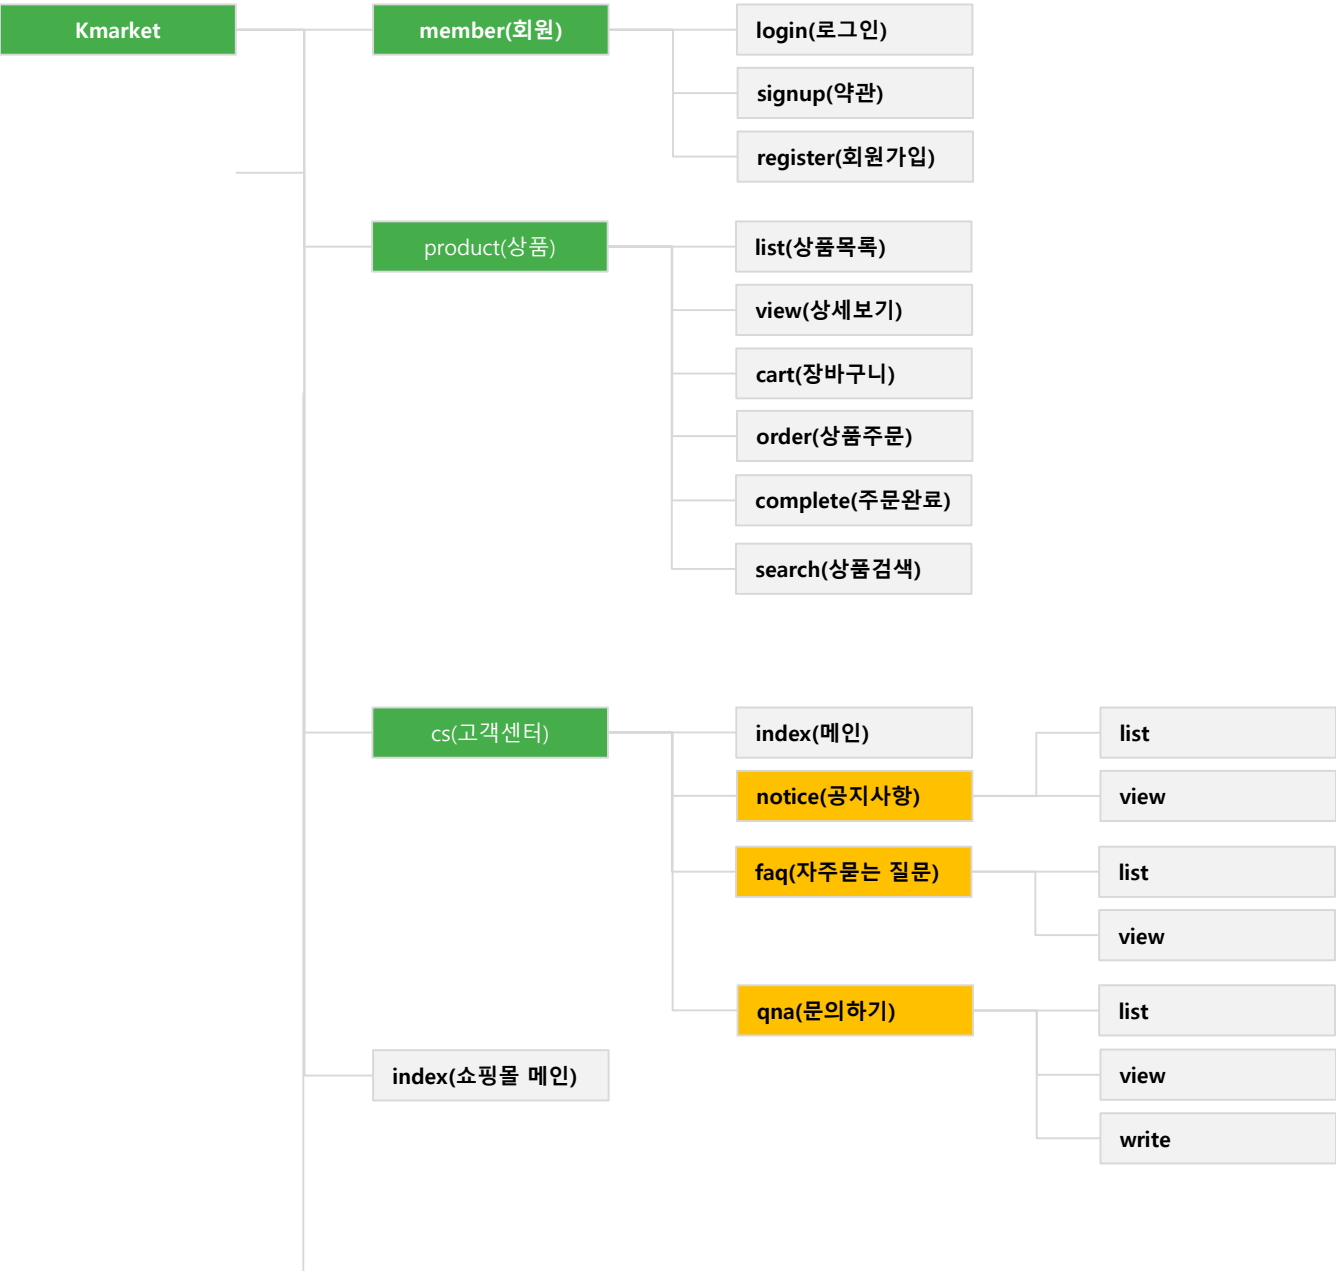 Kmarket
member(회원)
login(로그인)
signup(약관)
register(회원가입)
product(상품)
list(상품목록)
view(상세보기)
cart(장바구니)
order(상품주문)
complete(주문완료)
search(상품검색)
cs(고객센터)
index(메인)
notice(공지사항)
list
view
faq(자주묻는 질문)
list
view
qna(문의하기)
list
view
write
index(쇼핑몰 메인)